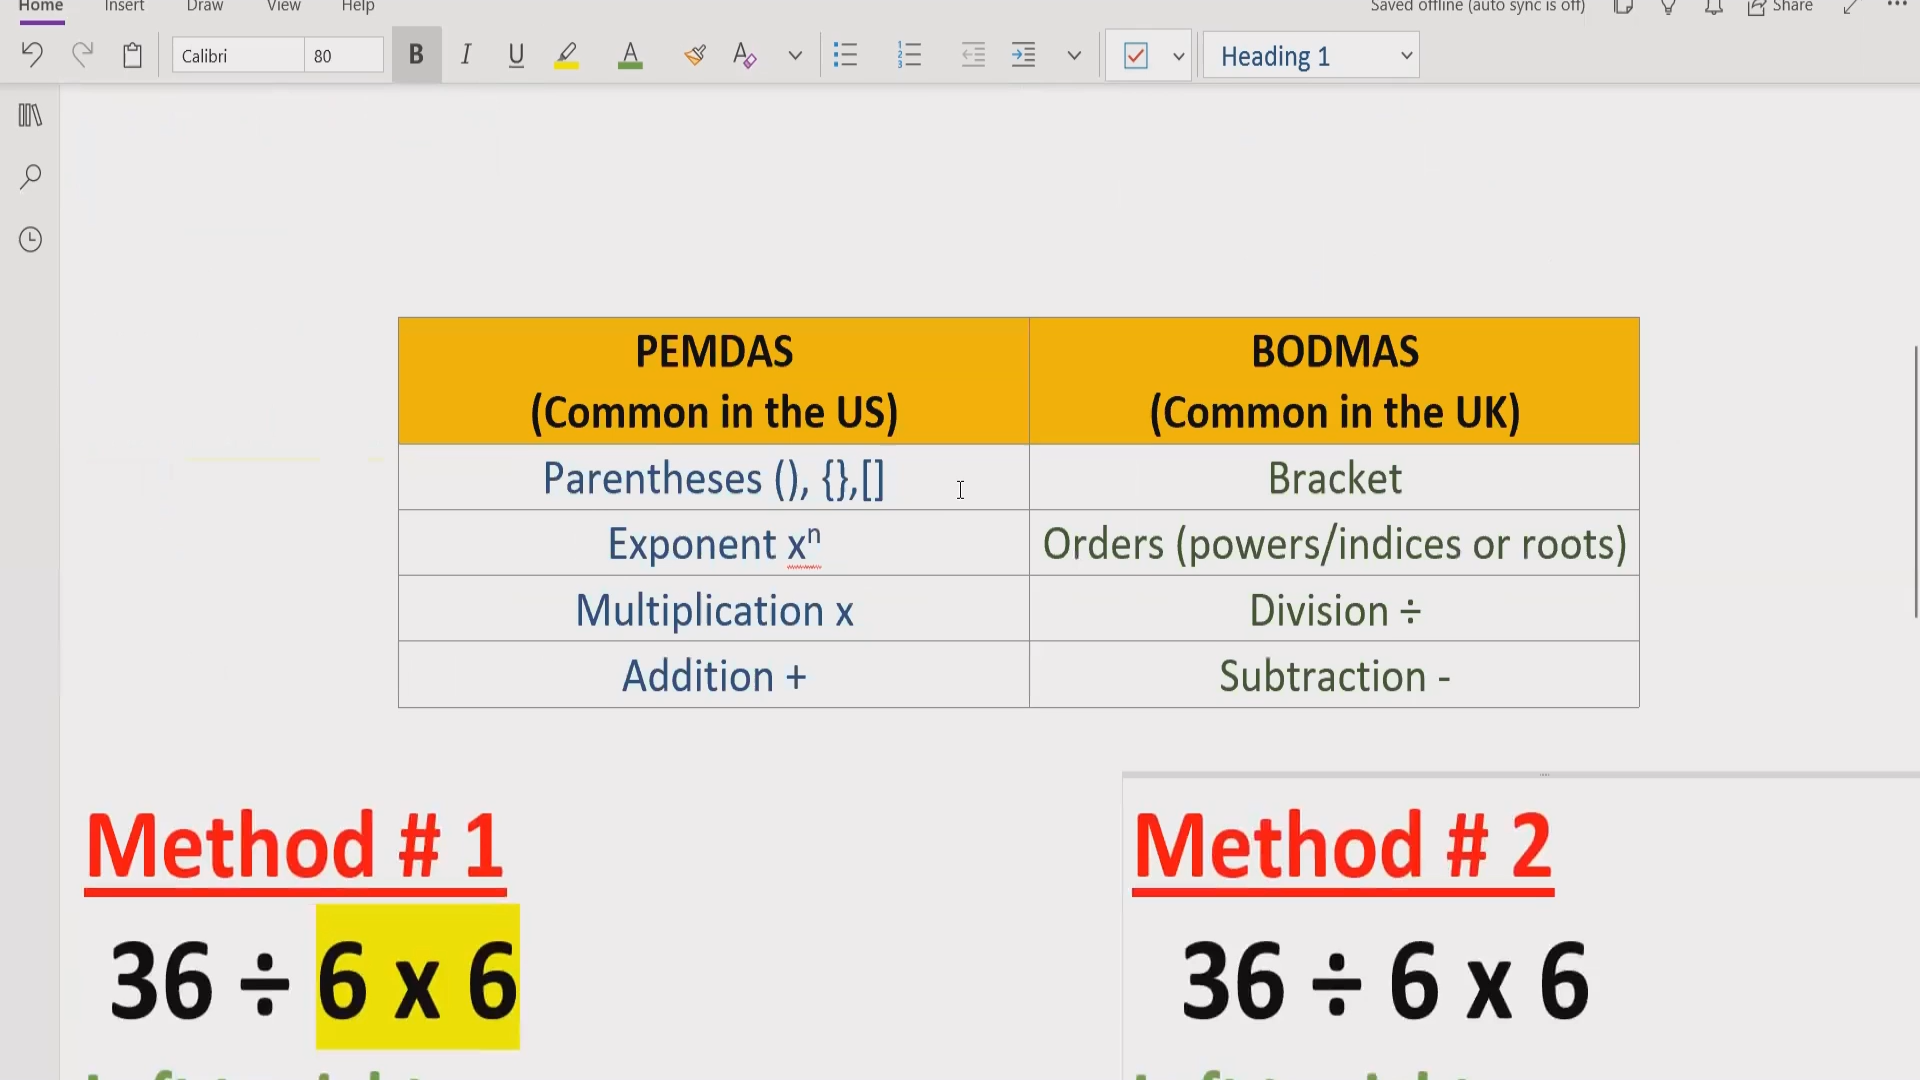 Home Insert Draw View Help Saved offline (auto sync is off) Share
Calibri 80 B I U A Heading 1
PEMDAS
(Common in the US)
BODMAS
(Common in the UK)
Parentheses (), {},[] Bracket
Exponent xⁿ Orders (powers/indices or roots)
Multiplication x Division ÷
Addition + Subtraction -
Method # 1
36 ÷ 6 x 6
Method # 2
36 ÷ 6 x 6